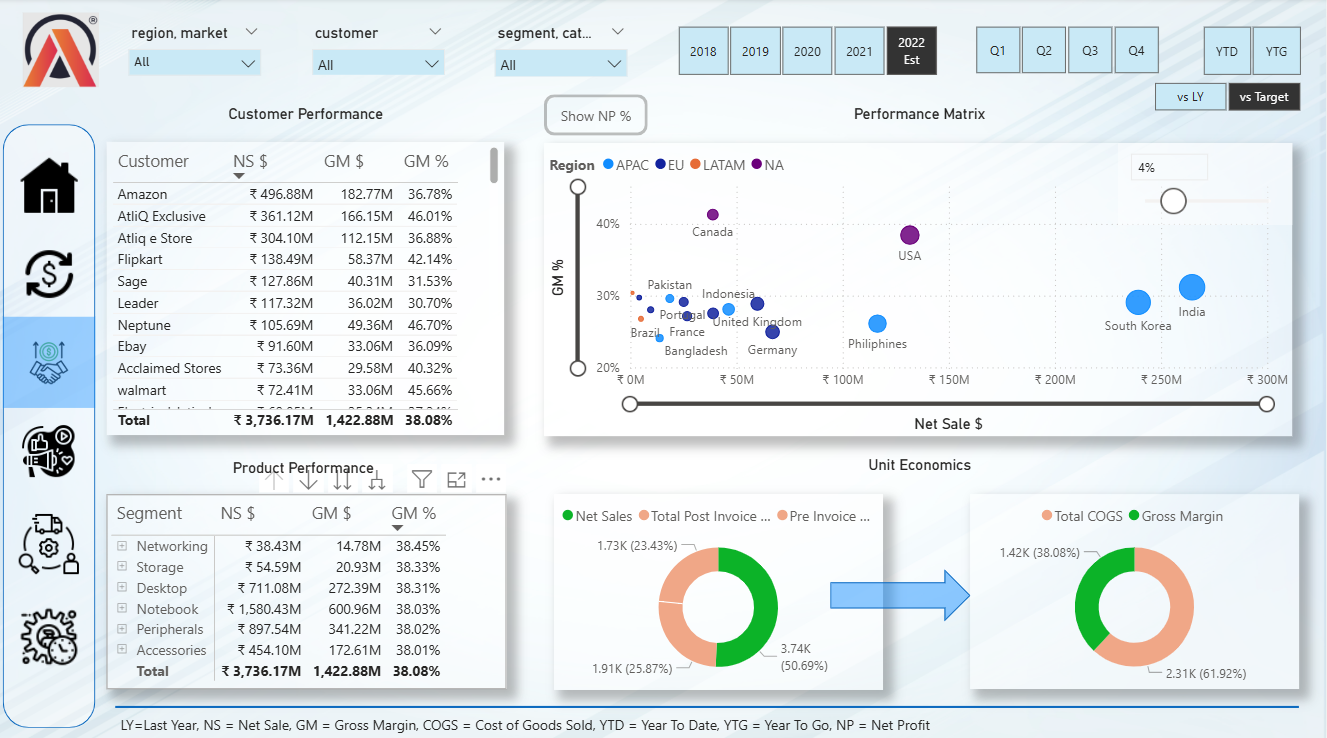 region, market
customer
segment, cat...
All
All
All
2018 2019 2020 2021 2022 Est
Q1 Q2 Q3 Q4
YTD YTG
vs LY vs Target
Customer Performance
Customer NS $ GM $ GM %
Amazon ₹ 496.88M 182.77M 36.78%
AtliQ Exclusive ₹ 361.12M 166.15M 46.01%
Atliq e Store ₹ 304.10M 112.15M 36.88%
Flipkart ₹ 138.49M 58.37M 42.14%
Sage ₹ 127.86M 40.31M 31.53%
Leader ₹ 117.32M 36.02M 30.70%
Neptune ₹ 105.69M 49.36M 46.70%
Ebay ₹ 91.60M 33.06M 36.09%
Acclaimed Stores ₹ 73.36M 29.58M 40.32%
walmart ₹ 72.41M 33.06M 45.66%
Total ₹ 3,736.17M 1,422.88M 38.08%
Show NP %
Performance Matrix
Region APAC EU LATAM NA
4%
GM %
40%
30%
20%
Canada
USA
Pakistan
Indonesia
Portugal
United Kingdom
Brazil
France
Bangladesh
Germany
Philiphines
South Korea
India
₹ 0M ₹ 50M ₹ 100M ₹ 150M ₹ 200M ₹ 250M ₹ 300M
Net Sale $
Product Performance
Segment NS $ GM $ GM %
Networking ₹ 38.43M 14.78M 38.45%
Storage ₹ 54.59M 20.93M 38.33%
Desktop ₹ 711.08M 272.39M 38.31%
Notebook ₹ 1,580.43M 600.96M 38.03%
Peripherals ₹ 897.54M 341.22M 38.02%
Accessories ₹ 454.10M 172.61M 38.01%
Total ₹ 3,736.17M 1,422.88M 38.08%
Unit Economics
Net Sales Total Post Invoice ... Pre Invoice ...
1.73K (23.43%)
3.74K
(50.69%)
1.91K (25.87%)
Total COGS Gross Margin
1.42K (38.08%)
2.31K (61.92%)
LY=Last Year, NS = Net Sale, GM = Gross Margin, COGS = Cost of Goods Sold, YTD = Year To Date, YTG = Year To Go, NP = Net Profit